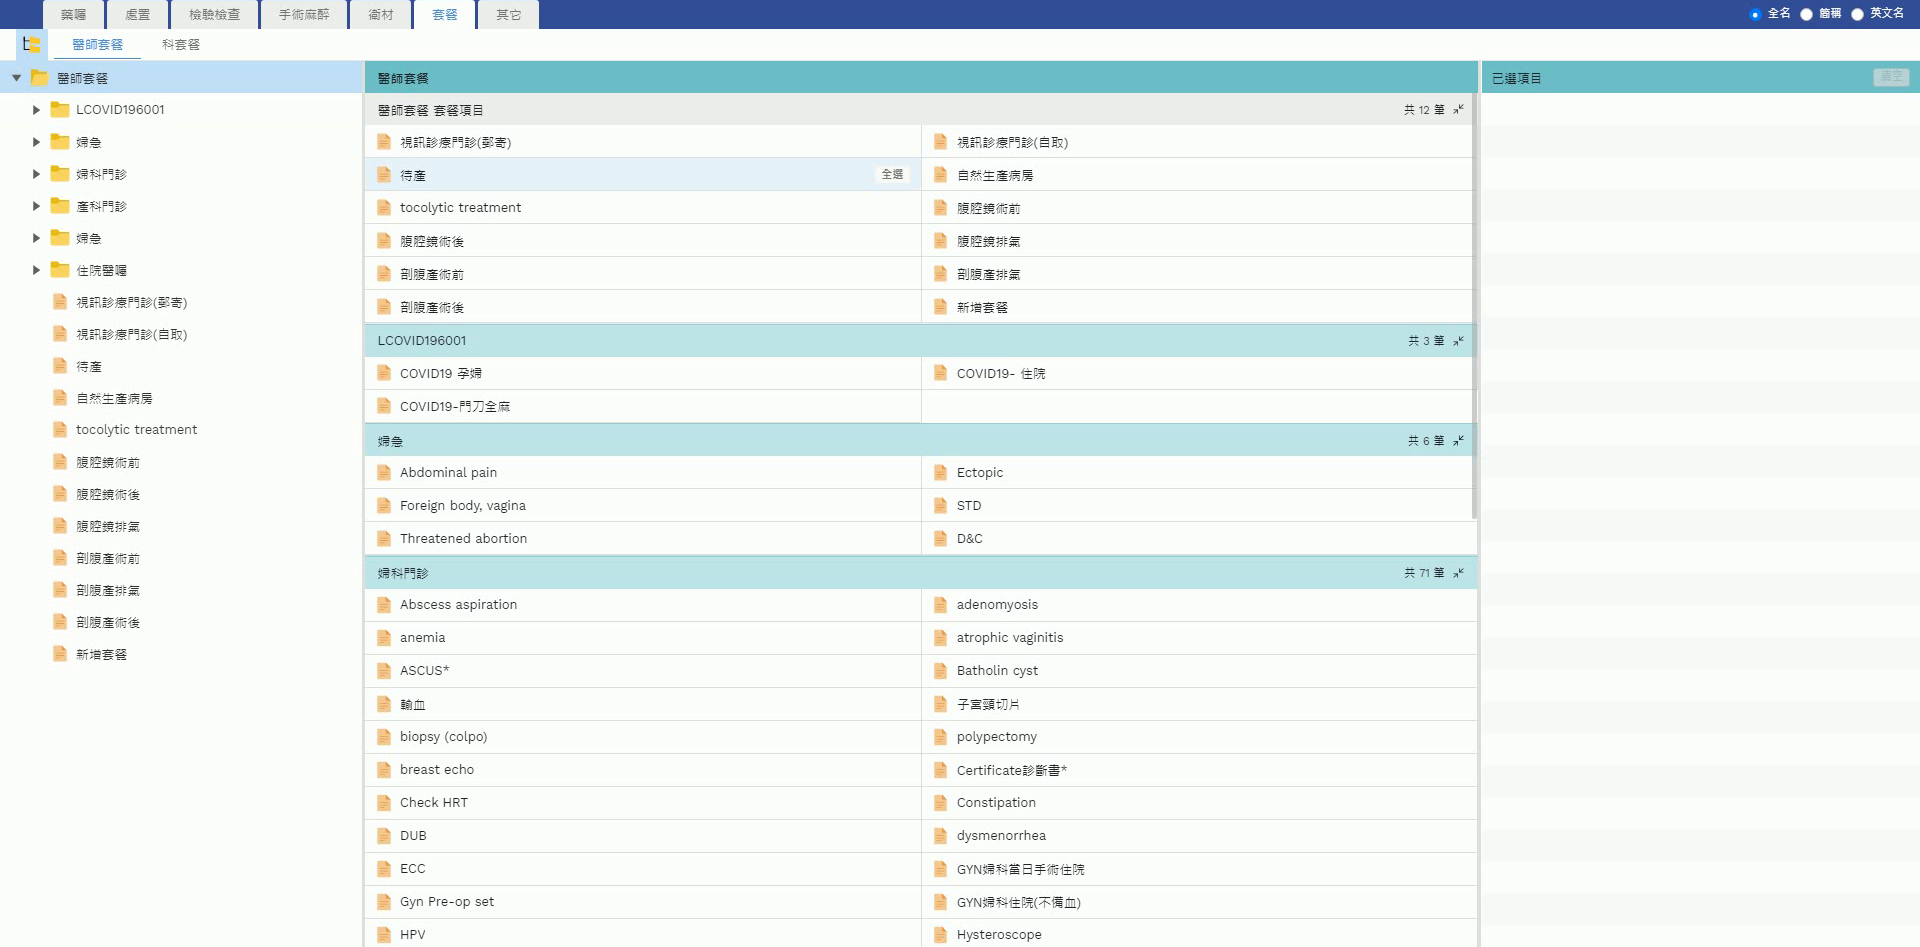 藥囑 處置 檢驗檢查 手術麻醉 衛材 套餐 其它 全名 簡稱 英文名
醫師套餐 科套餐
醫師套餐
LCOVID196001
婦急
婦科門診
產科門診
婦急
住院醫囑
視訊診療門診(郵寄)
視訊診療門診(自取)
待產
自然生產病房
tocolytic treatment
腹腔鏡術前
腹腔鏡術後
腹腔鏡排氣
剖腹產術前
剖腹產排氣
剖腹產術後
新增套餐
醫師套餐
醫師套餐 套餐項目 共 12 筆
視訊診療門診(郵寄) 視訊診療門診(自取)
待產 全選 自然生產病房
tocolytic treatment 腹腔鏡術前
腹腔鏡術後 腹腔鏡排氣
剖腹產術前 剖腹產排氣
剖腹產術後 新增套餐
LCOVID196001 共 3 筆
COVID19 孕婦 COVID19- 住院
COVID19-門刀全麻
婦急 共 6 筆
Abdominal pain Ectopic
Foreign body, vagina STD
Threatened abortion D&C
婦科門診 共 71 筆
Abscess aspiration adenomyosis
anemia atrophic vaginitis
ASCUS* Batholin cyst
輸血 子宮頸切片
biopsy (colpo) polypectomy
breast echo Certificate診斷書*
Check HRT Constipation
DUB dysmenorrhea
ECC GYN婦科當日手術住院
Gyn Pre-op set GYN婦科住院(不備血)
HPV Hysteroscope
已選項目 清空